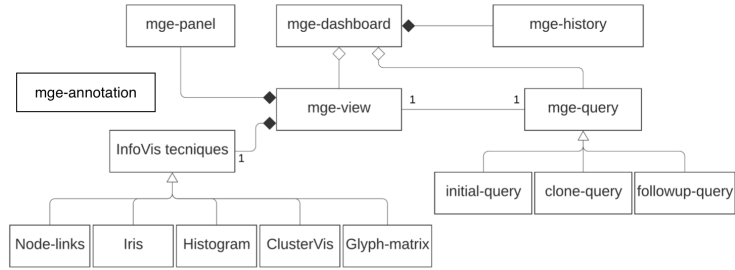 mge-panel
mge-dashboard
mge-history
mge-annotation
mge-view
1
1
mge-query
InfoVis tecniques
1
initial-query
clone-query
followup-query
Node-links
Iris
Histogram
ClusterVis
Glyph-matrix